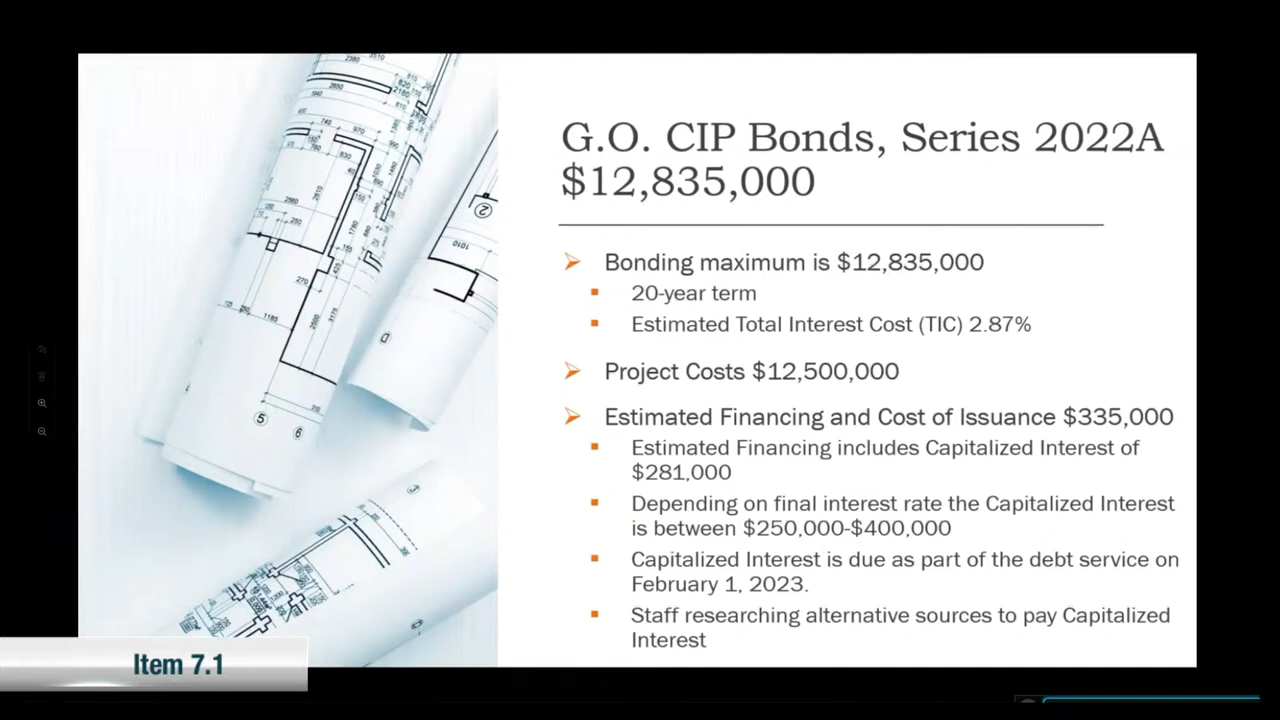 G.O. CIP Bonds, Series 2022A
$12,835,000
Bonding maximum is $12,835,000
20-year term
Estimated Total Interest Cost (TIC) 2.87%
Project Costs $12,500,000
Estimated Financing and Cost of Issuance $335,000
Estimated Financing includes Capitalized Interest of
$281,000
Depending on final interest rate the Capitalized Interest
is between $250,000-$400,000
Capitalized Interest is due as part of the debt service on
February 1, 2023.
Staff researching alternative sources to pay Capitalized
Interest
Item 7.1